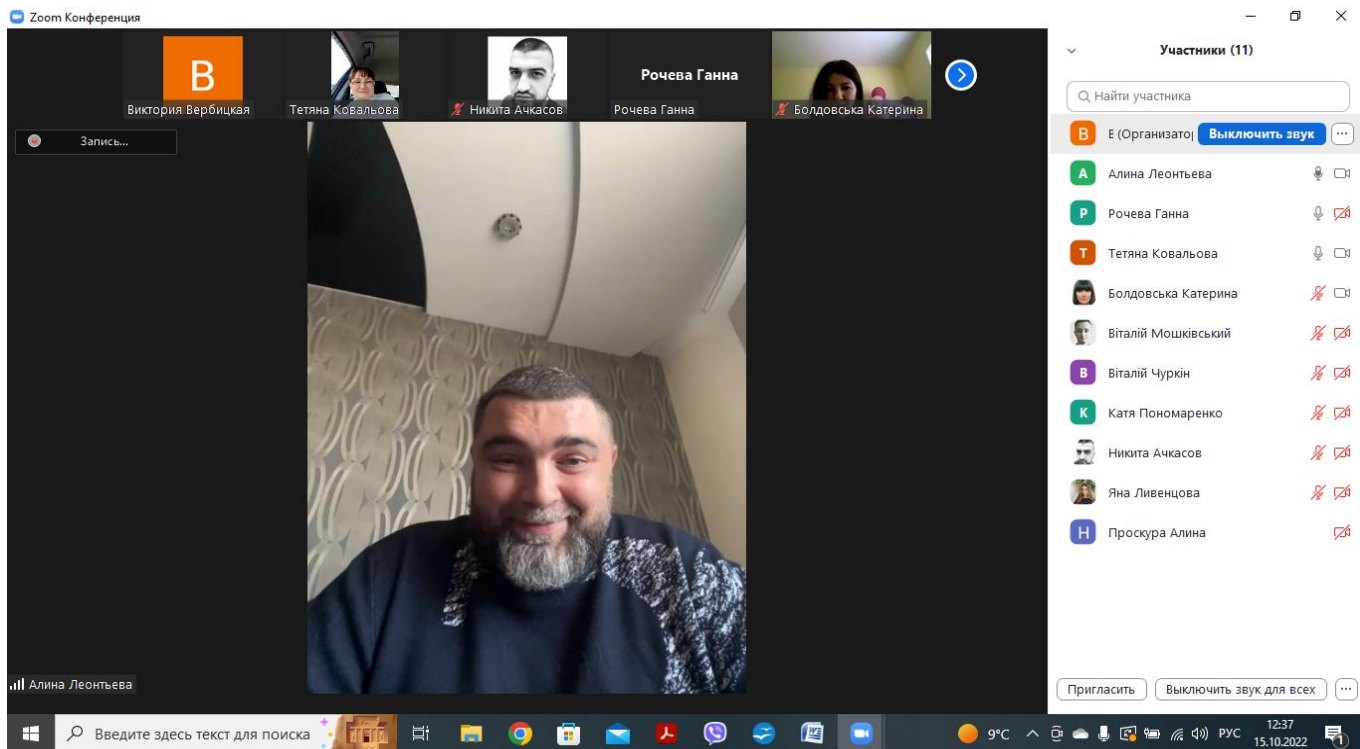 Zoom Конференция
В
Виктория Вербицкая
Тетяна Ковальова
Никита Ачкасов
Рочева Ганна
Рочева Ганна
Болдовська Катерина
Запись...
Алина Леонтьева
Участники (11)
Найти участника
В Е (Организатор Выключить звук ...
А Алина Леонтьева
Р Рочева Ганна
Т Тетяна Ковальова
Болдовська Катерина
Віталій Мошківський
В Віталій Чуркін
К Катя Пономаренко
Никита Ачкасов
Яна Ливенцова
Н Проскура Алина
Пригласить Выключить звук для всех ...
Введите здесь текст для поиска
9°C РУС 12:37
15.10.2022
1